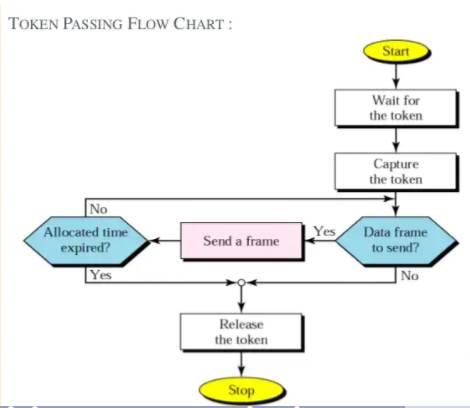 TOKEN PASSING FLOW CHART :
Start
Wait for
the token
Capture
the token
No
Allocated time
expired?
Send a frame
Yes
Data frame
to send?
Yes
No
Release
the token
Stop